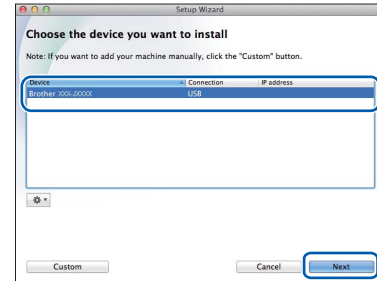 Setup Wizard
Choose the device you want to install
Note: If you want to add your machine manually, click the "Custom" button.
Device Connection IP address
Brother XXX-XXXX USB
Custom Cancel Next